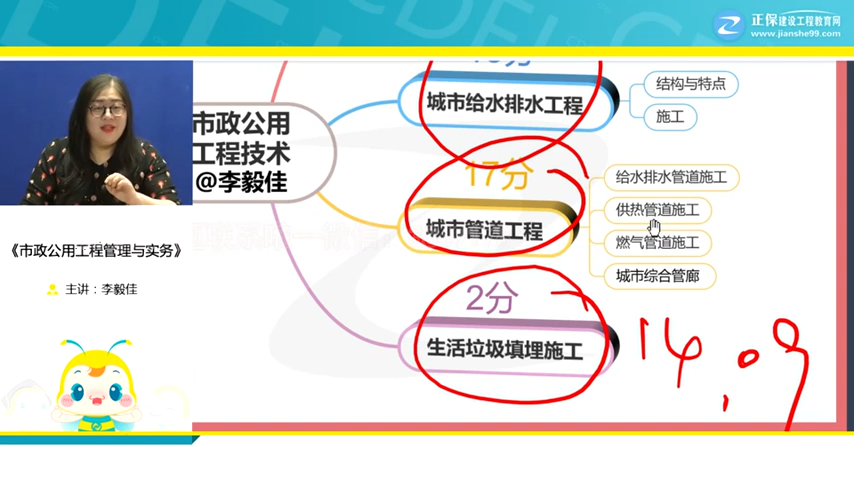 正保建设工程教育网
www.jianshe99.com
城市给水排水工程
结构与特点
施工
市政公用
工程技术
@李毅佳
17分
城市管道工程
给水排水管道施工
供热管道施工
燃气管道施工
城市综合管廊
2分
生活垃圾填埋施工
《市政公用工程管理与实务》
主讲：李毅佳